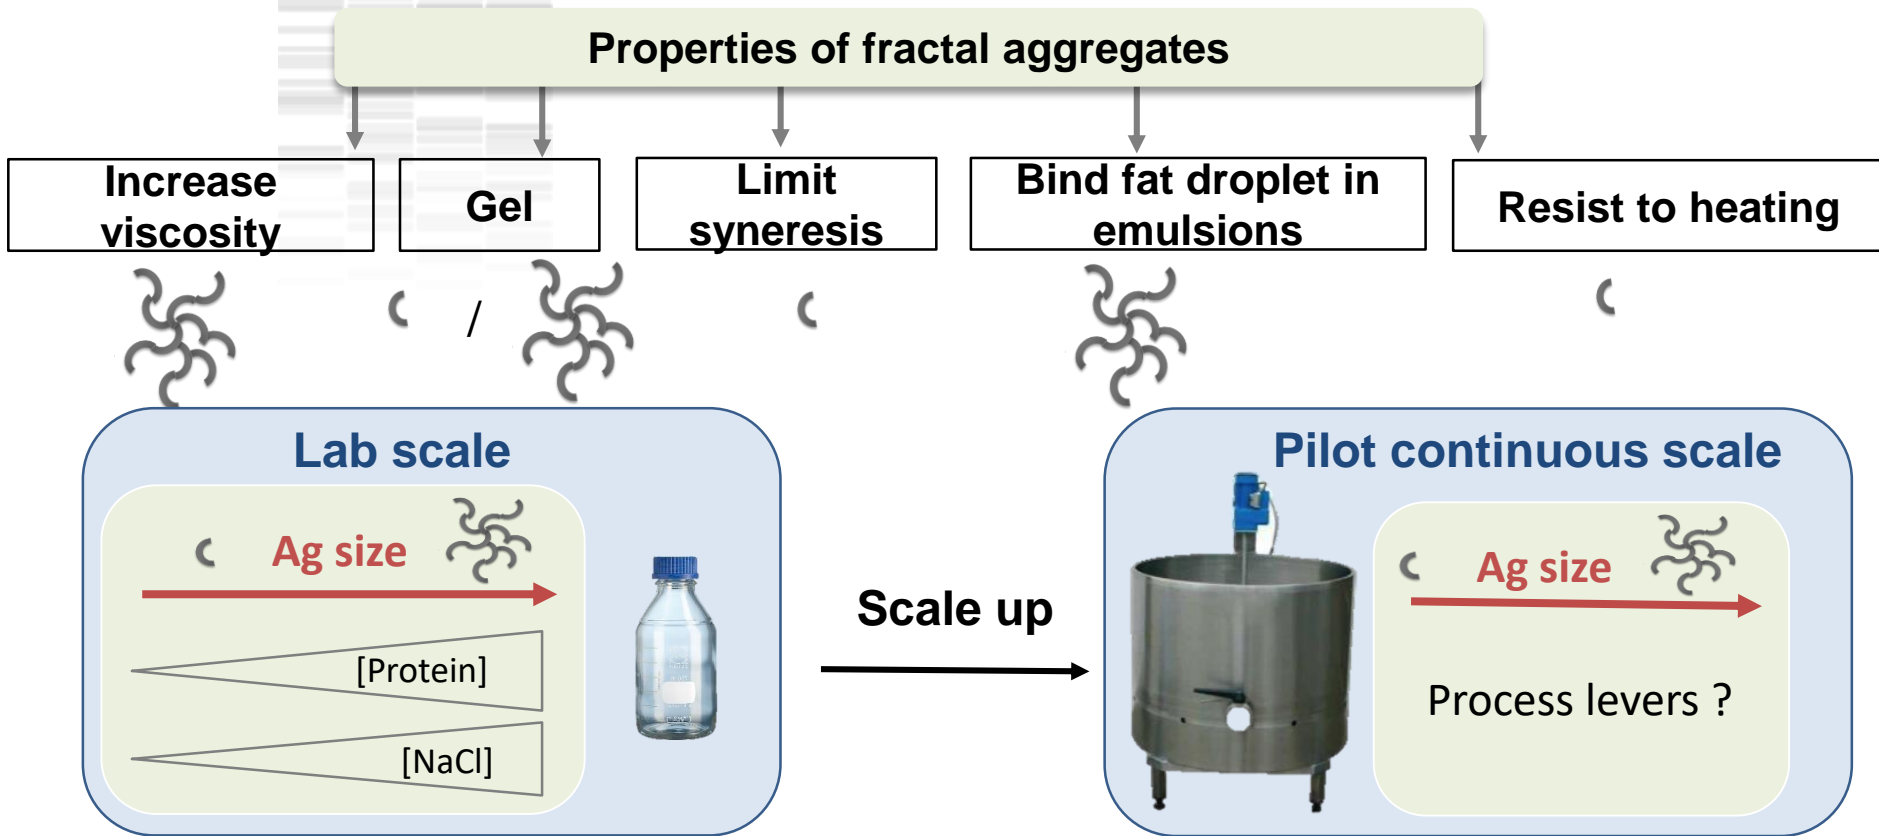 Properties of fractal aggregates
Increase
viscosity
Gel
Limit
syneresis
Bind fat droplet in
emulsions
Resist to heating
/
Lab scale
Ag size
[Protein]
[NaCl]
Scale up
Pilot continuous scale
Ag size
Process levers ?